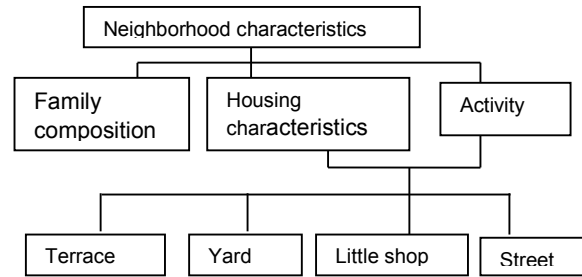 Neighborhood characteristics
Family
composition
Housing
characteristics
Activity
Terrace
Yard
Little shop
Street